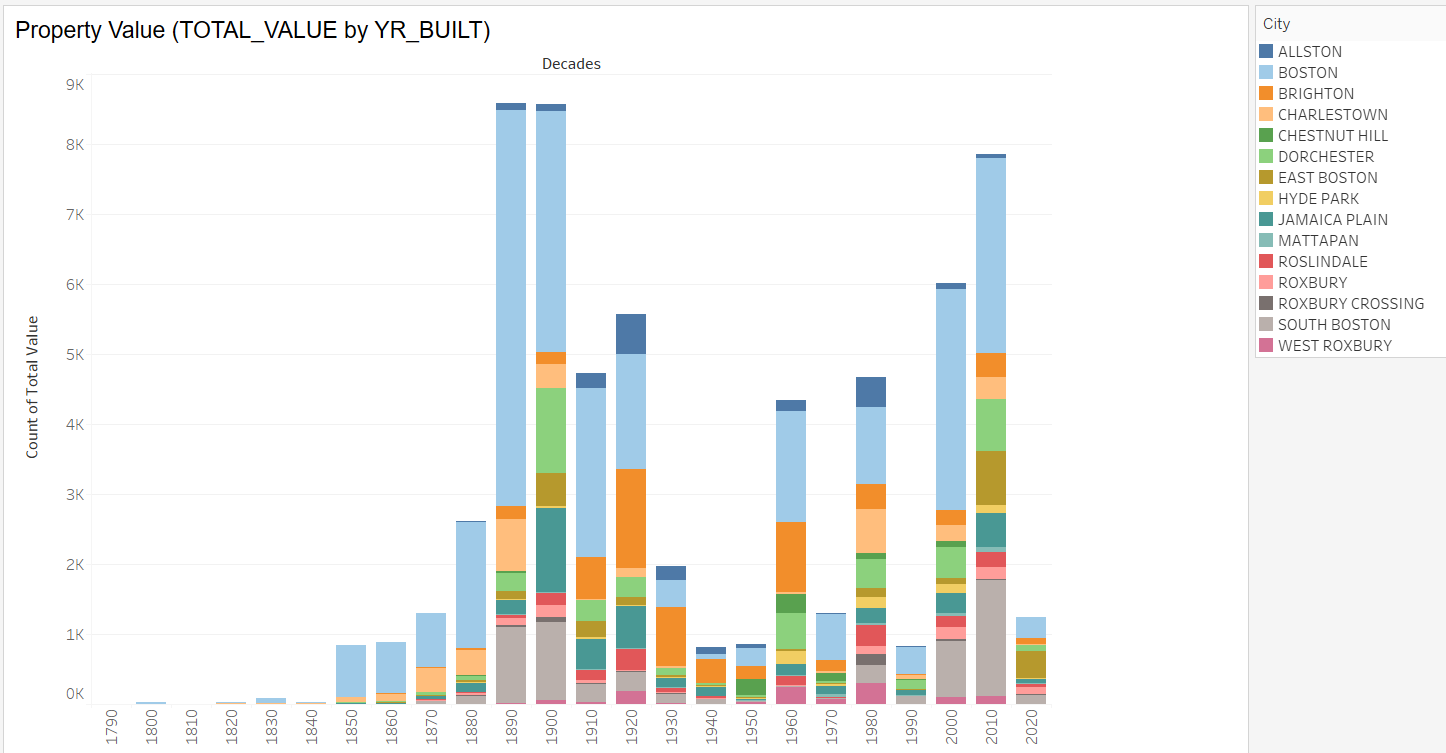 Property Value (TOTAL_VALUE by YR_BUILT)
Decades
Count of Total Value
9K
8K
7K
6K
5K
4K
3K
2K
1K
0K
1790
1800
1810
1820
1830
1840
1850
1860
1870
1880
1890
1900
1910
1920
1930
1940
1950
1960
1970
1980
1990
2000
2010
2020
City
ALLSTON
BOSTON
BRIGHTON
CHARLESTOWN
CHESTNUT HILL
DORCHESTER
EAST BOSTON
HYDE PARK
JAMAICA PLAIN
MATTAPAN
ROSLINDALE
ROXBURY
ROXBURY CROSSING
SOUTH BOSTON
WEST ROXBURY